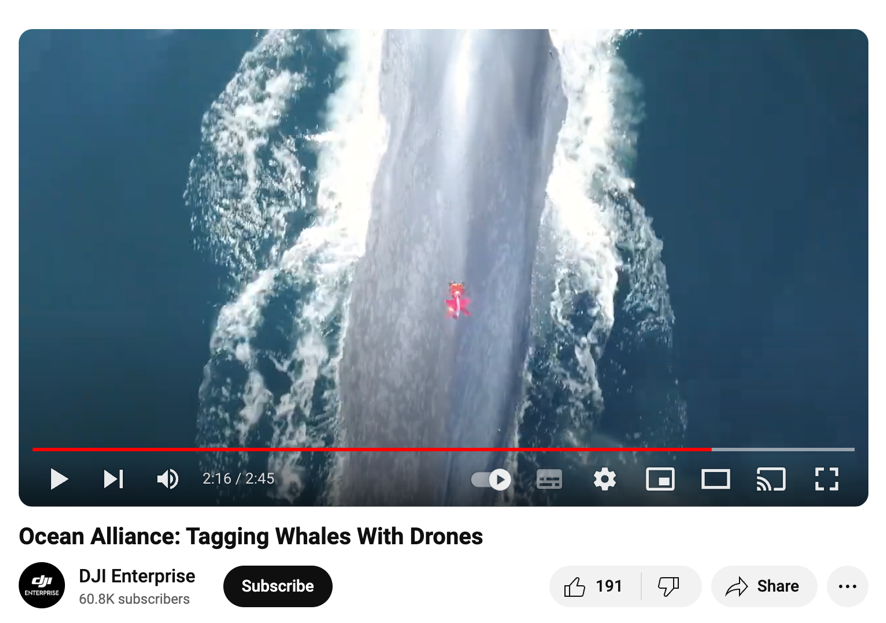 2:16 / 2:45
Ocean Alliance: Tagging Whales With Drones
dji
ENTERPRISE
DJI Enterprise
60.8K subscribers
Subscribe
191
Share